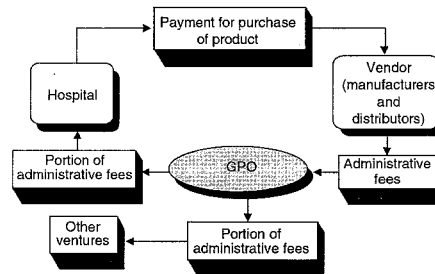 Payment for purchase
of product
Hospital
Vendor
(manufacturers
and
distributors)
Portion of
administrative fees
GPO
Administrative
fees
Other
ventures
Portion of
administrative fees